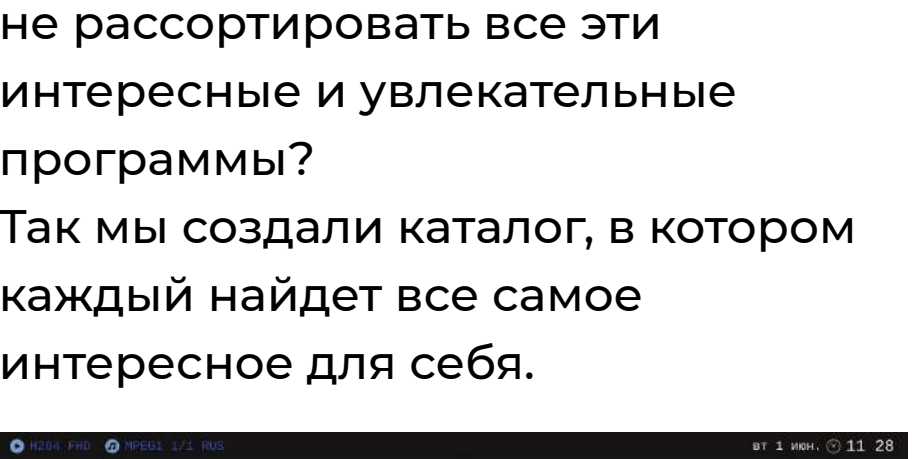 не рассортировать все эти
интересные и увлекательные
программы?
Так мы создали каталог, в котором
каждый найдет все самое
интересное для себя.
H264 FHD MPEG1 1/1 RUS вт 1 июн. 11 28